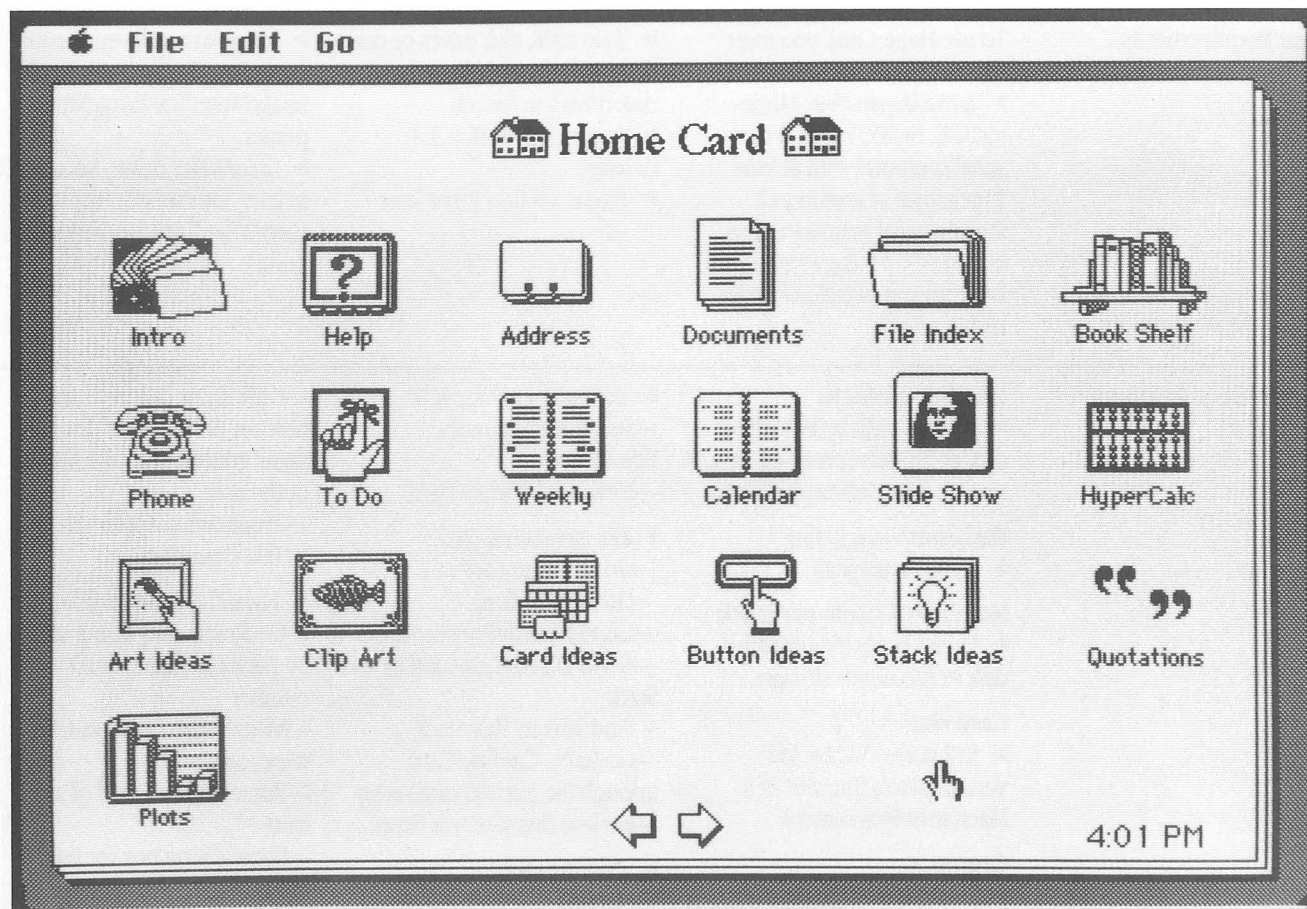 File Edit Go
Home Card
Intro Help Address Documents File Index Book Shelf
Phone To Do Weekly Calendar Slide Show HyperCalc
Art Ideas Clip Art Card Ideas Button Ideas Stack Ideas Quotations
Plots
4:01 PM